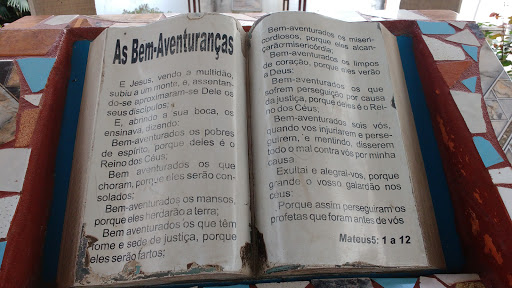 As Bem-Aventuranças
E Jesus, vendo a multidão,
subiu a um monte, e, assentan-
do-se aproximaram-se Dele os
seus discípulos;
E, abrindo a sua boca, os
ensinava, dizendo:
Bem-aventurados os pobres
de espírito, porque deles é o
Reino dos Céus;
Bem aventurados os que
choram, porque eles serão con-
solados;
Bem-aventurados os mansos,
porque eles herdarão a terra;
Bem aventurados os que têm
fome e sede de justiça, porque
eles serão fartos;
Bem-aventurados os miseri-
cordiosos, porque eles alcan-
çarão misericórdia;
Bem-aventurados os limpos
de coração, porque eles verão
a Deus;
Bem-aventurados os que
sofrem perseguição por causa
da justiça, porque deles é o Rei-
no dos Céus;
Bem-aventurados sois vós,
quando vos injuriarem e perse-
guirem, e mentindo, disserem
todo o mal contra vós por minha
causa
Exultai e alegrai-vos, porque
grande o vosso galardão nos
céus;
Porque assim perseguiram os
profetas que foram antes de vós
Mateus5: 1 a 12